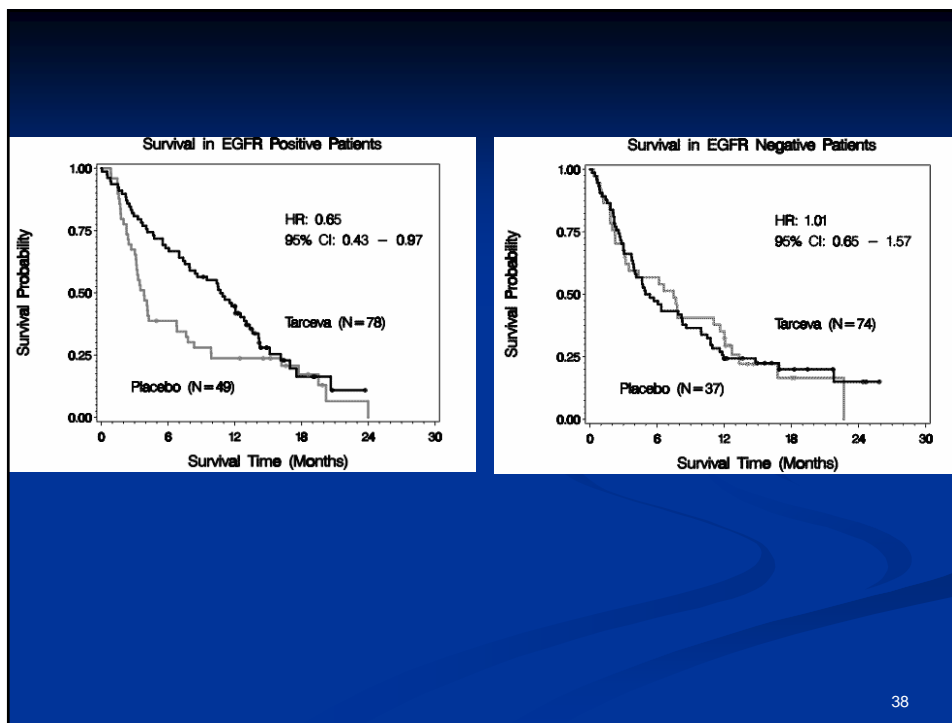 Survival in EGFR Positive Patients
1.00
0.75
0.50
0.25
0.00
Survival Probability
HR: 0.65
95% CI: 0.43 – 0.97
Tarceva (N=78)
Placebo (N=49)
0 6 12 18 24 30
Survival Time (Months)
Survival in EGFR Negative Patients
1.00
0.75
0.50
0.25
0.00
Survival Probability
HR: 1.01
95% CI: 0.65 – 1.57
Tarceva (N=74)
Placebo (N=37)
0 6 12 18 24 30
Survival Time (Months)
38